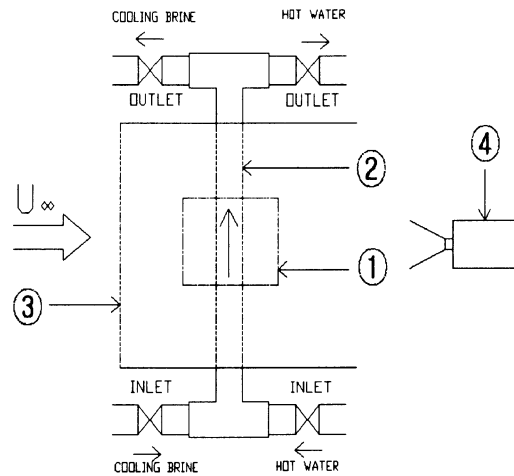 COOLING BRINE
HOT WATER
OUTLET
OUTLET
②
④
U∞
①
③
INLET
INLET
COOLING BRINE
HOT WATER